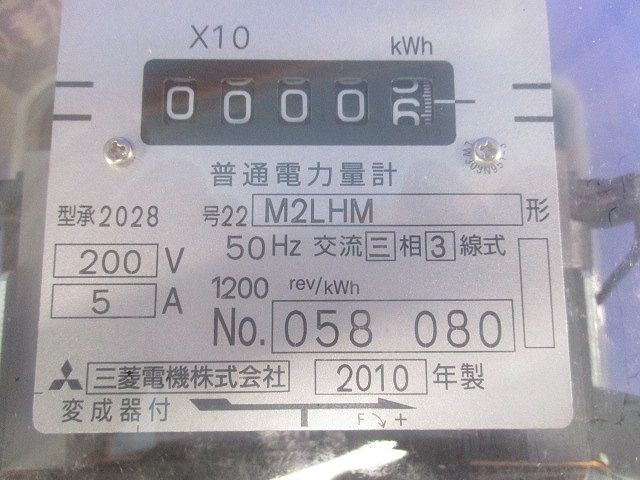 X10 kWh
0 0 0 0
普通電力量計
型承2028 号22 M2LHM 形
200 V 50Hz 交流 三 相 3 線式
5 A 1200 rev/kWh
No. 058 080
三菱電機株式会社 2010 年製
変成器付 F +